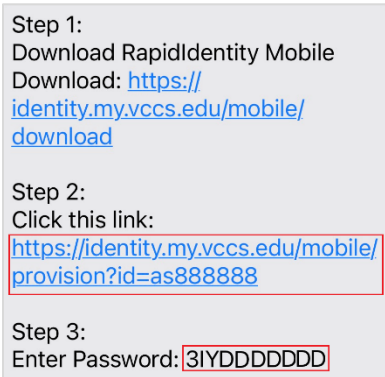 Step 1:
Download RapidIdentity Mobile
Download: https://
identity.my.vccs.edu/mobile/
download
Step 2:
Click this link:
https://identity.my.vccs.edu/mobile/
provision?id=as888888
Step 3:
Enter Password: 3IYDDDDDDD